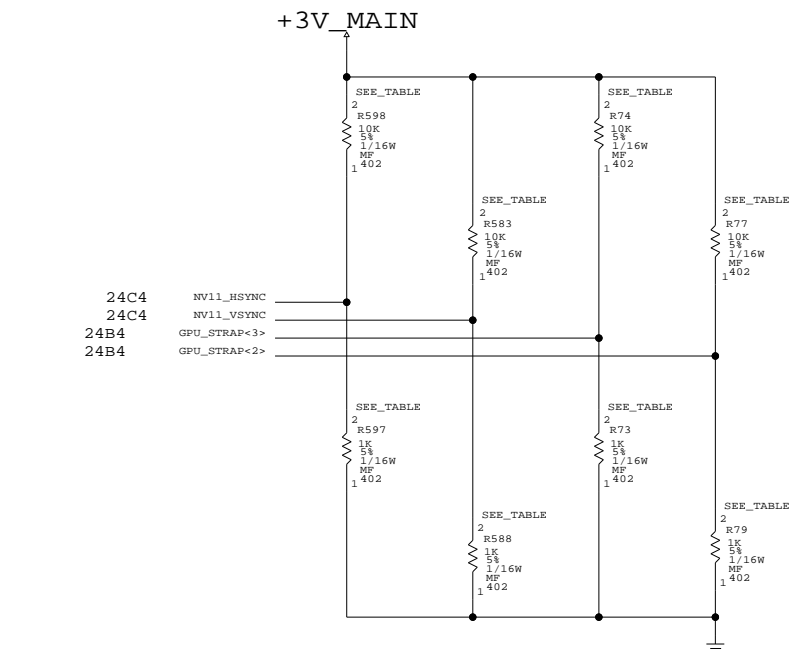 +3V_MAIN
SEE_TABLE
2
R598
10K
5%
1/16W
MF
402
1
SEE_TABLE
2
R74
10K
5%
1/16W
MF
402
1
SEE_TABLE
2
R583
10K
5%
1/16W
MF
402
1
SEE_TABLE
2
R77
10K
5%
1/16W
MF
402
1
24C4 NV11_HSYNC
24C4 NV11_VSYNC
24B4 GPU_STRAP<3>
24B4 GPU_STRAP<2>
SEE_TABLE
2
R597
1K
5%
1/16W
MF
402
1
SEE_TABLE
2
R73
1K
5%
1/16W
MF
402
1
SEE_TABLE
2
R588
1K
5%
1/16W
MF
402
1
SEE_TABLE
2
R79
1K
5%
1/16W
MF
402
1